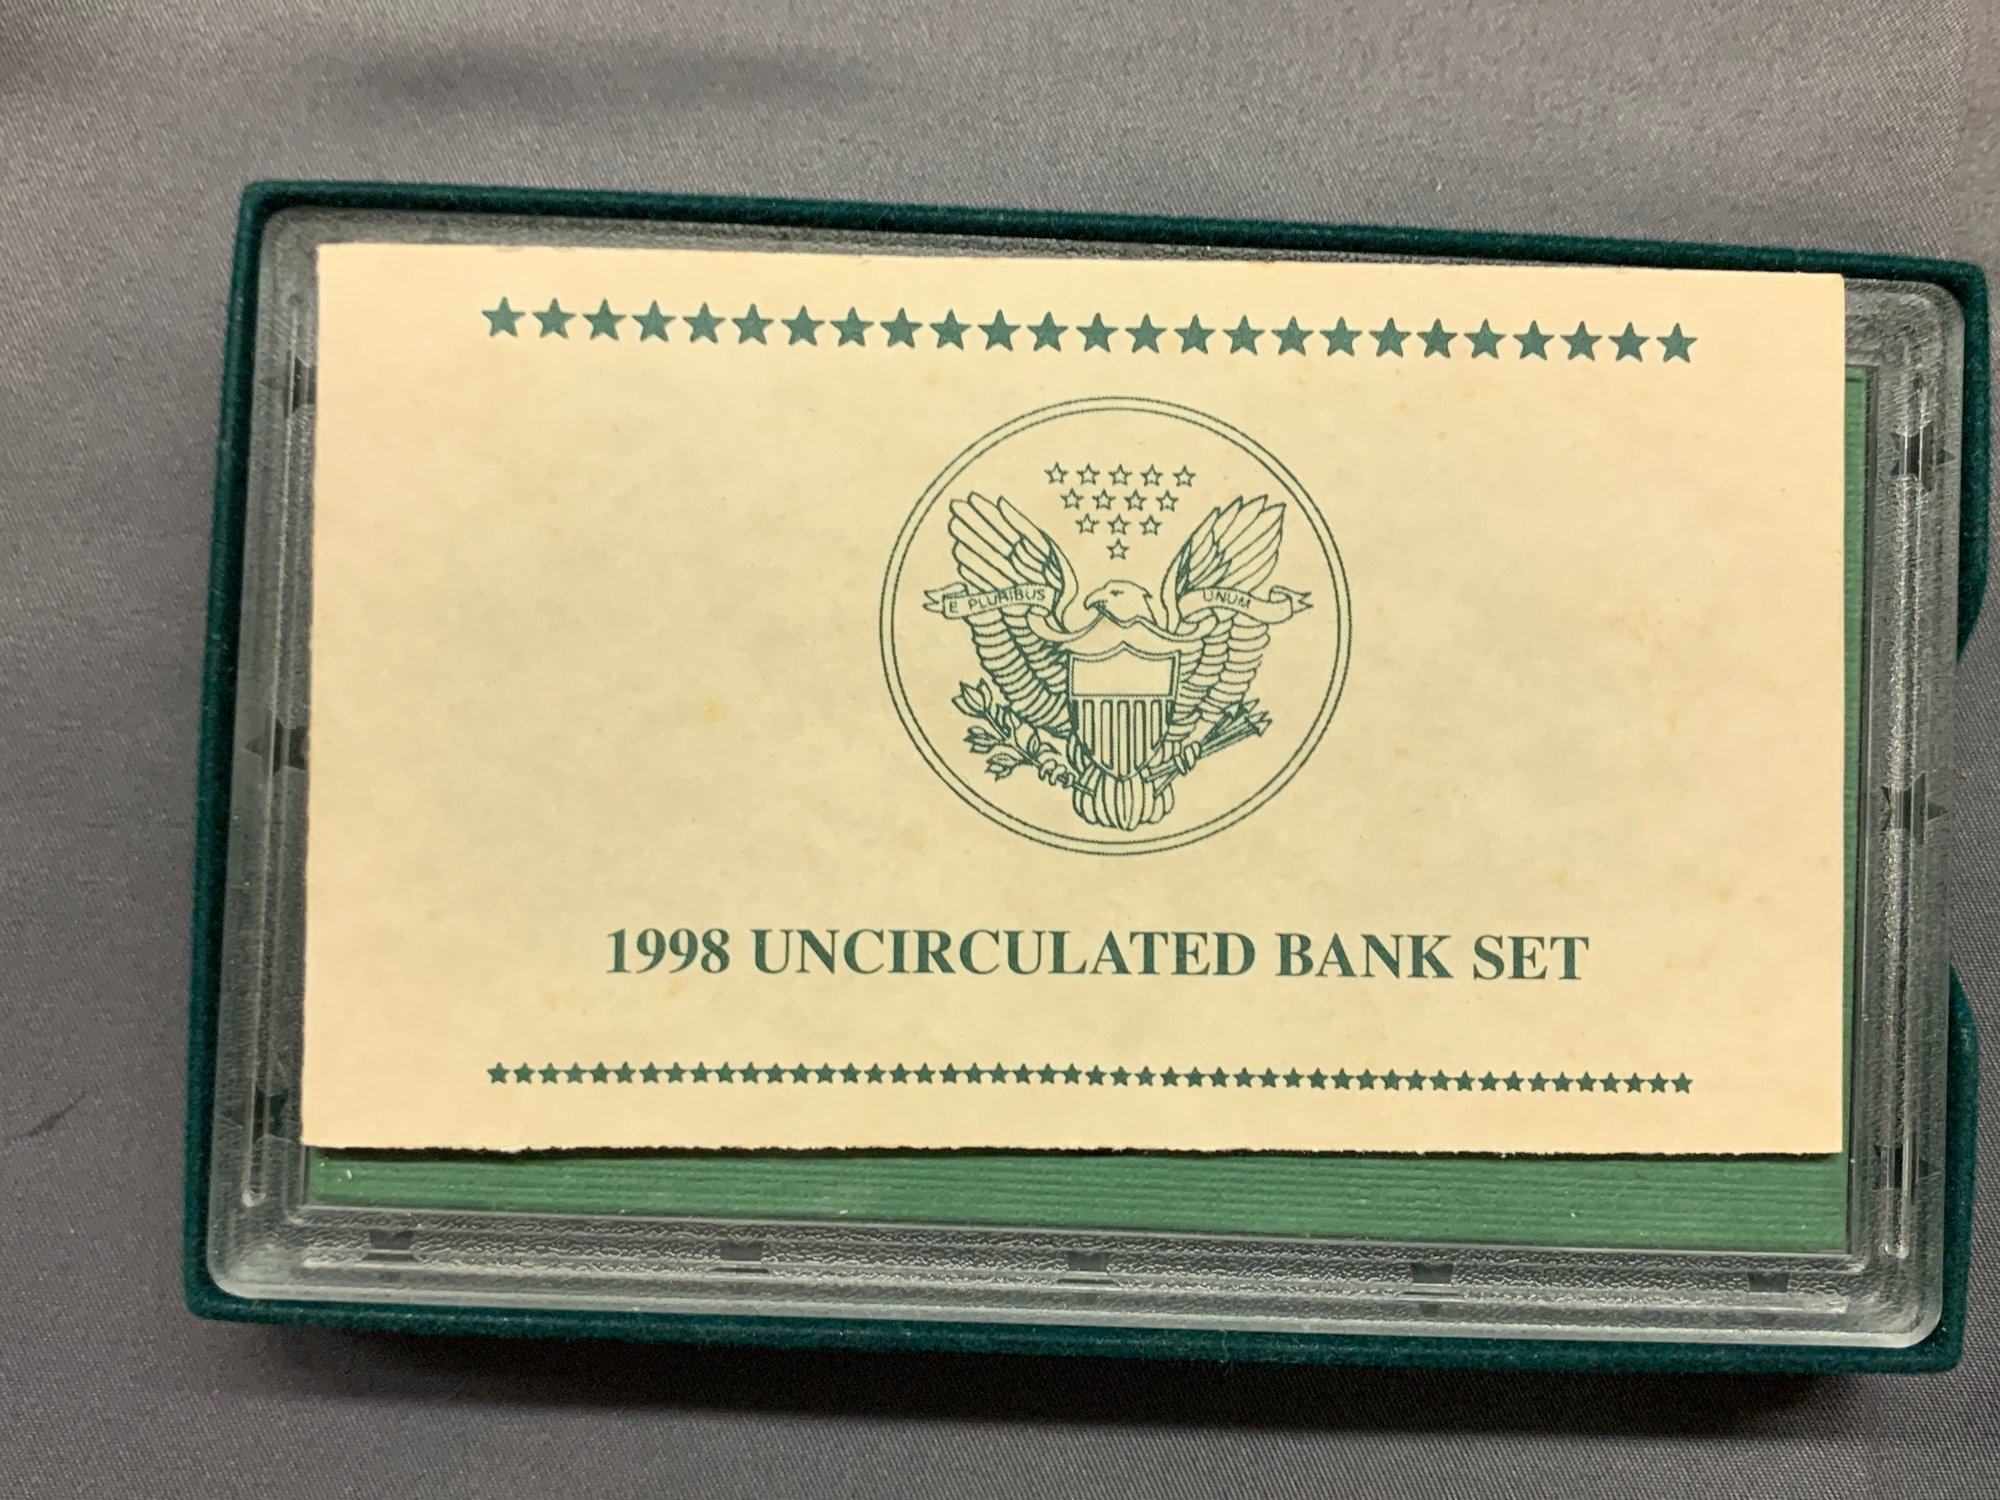 E PLURIBUS UNUM
1998 UNCIRCULATED BANK SET